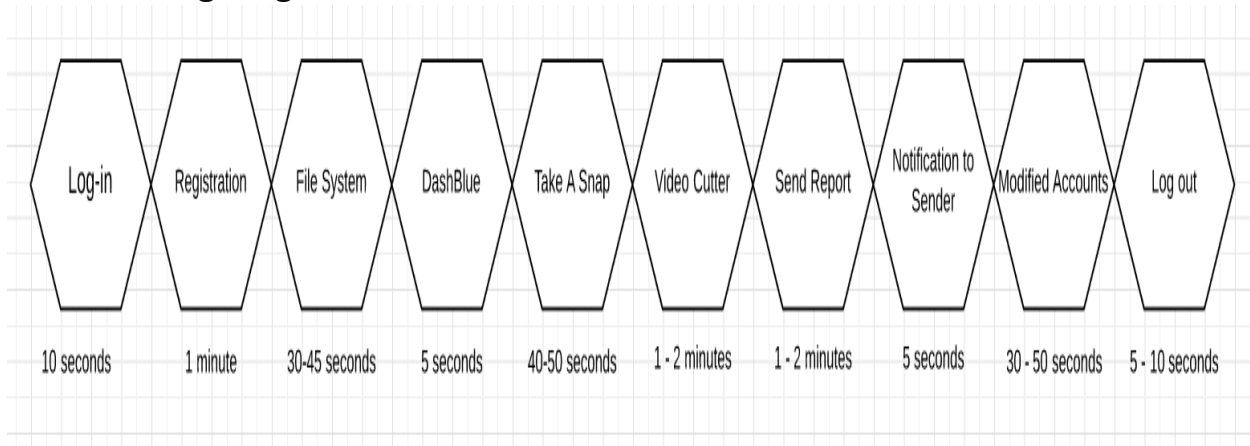 Log-in
Registration
File System
DashBlue
Take A Snap
Video Cutter
Send Report
Notification to
Sender
Modified Accounts
Log out
10 seconds
1 minute
30-45 seconds
5 seconds
40-50 seconds
1 - 2 minutes
1 - 2 minutes
5 seconds
30 - 50 seconds
5 - 10 seconds